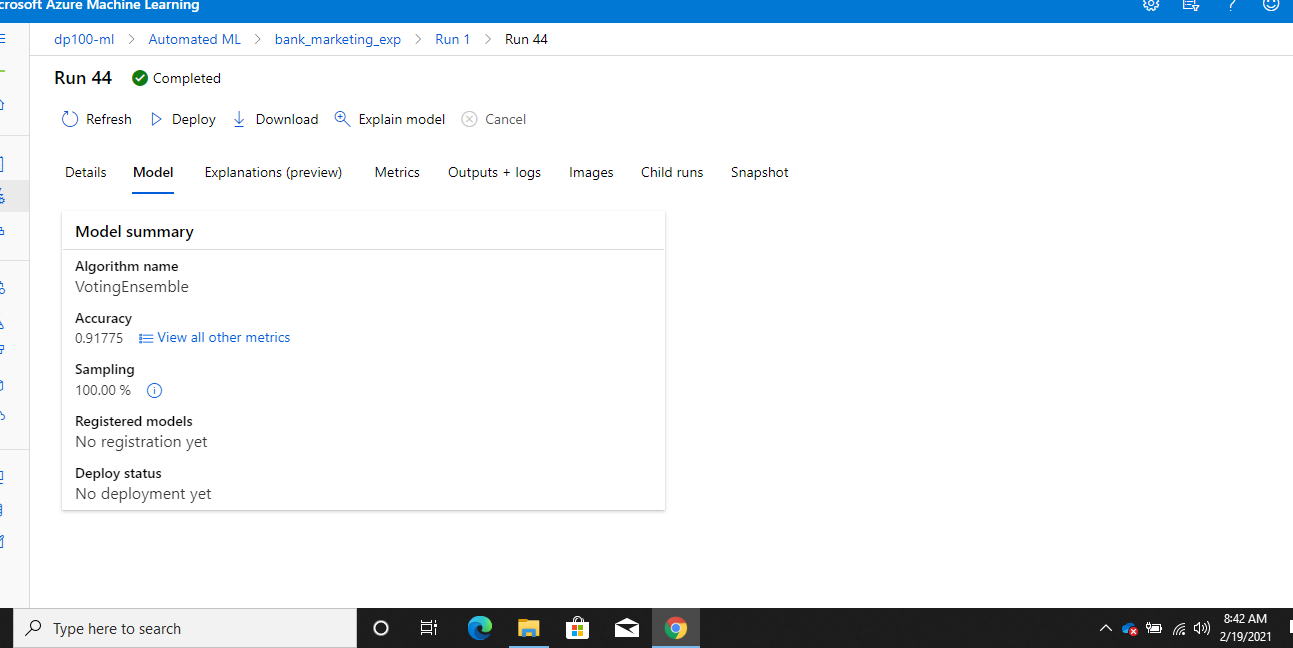 crosoft Azure Machine Learning
dp100-ml > Automated ML > bank_marketing_exp > Run 1 > Run 44
Run 44 Completed
Refresh Deploy Download Explain model Cancel
Details Model Explanations (preview) Metrics Outputs + logs Images Child runs Snapshot
Model summary
Algorithm name
VotingEnsemble
Accuracy
0.91775 View all other metrics
Sampling
100.00 %
Registered models
No registration yet
Deploy status
No deployment yet
Type here to search
8:42 AM
2/19/2021